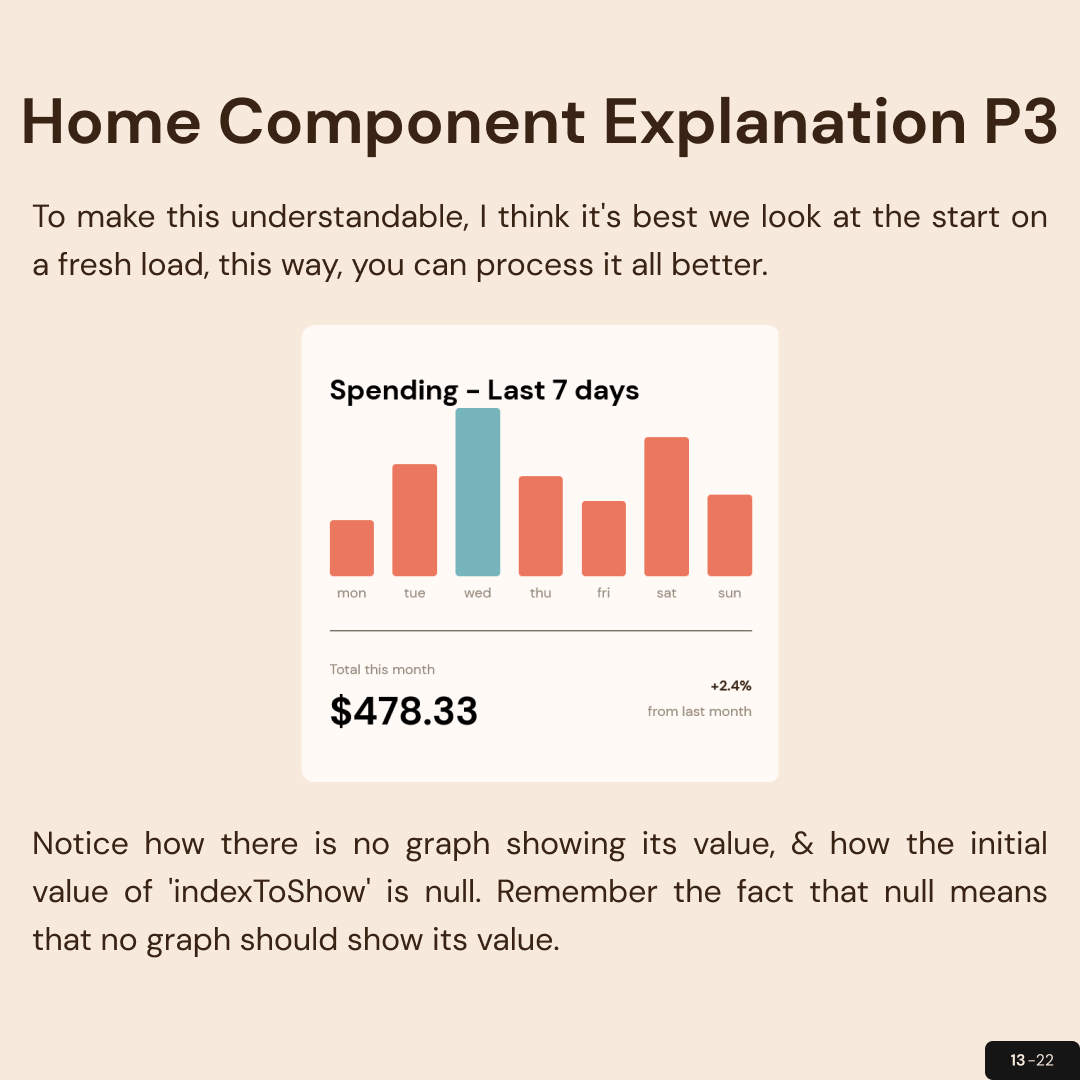 Home Component Explanation P3
To make this understandable, I think it's best we look at the start on
a fresh load, this way, you can process it all better.
Spending - Last 7 days
mon tue wed thu fri sat sun
Total this month
$478.33
+2.4%
from last month
Notice how there is no graph showing its value, & how the initial
value of 'indexToShow' is null. Remember the fact that null means
that no graph should show its value.
13-22